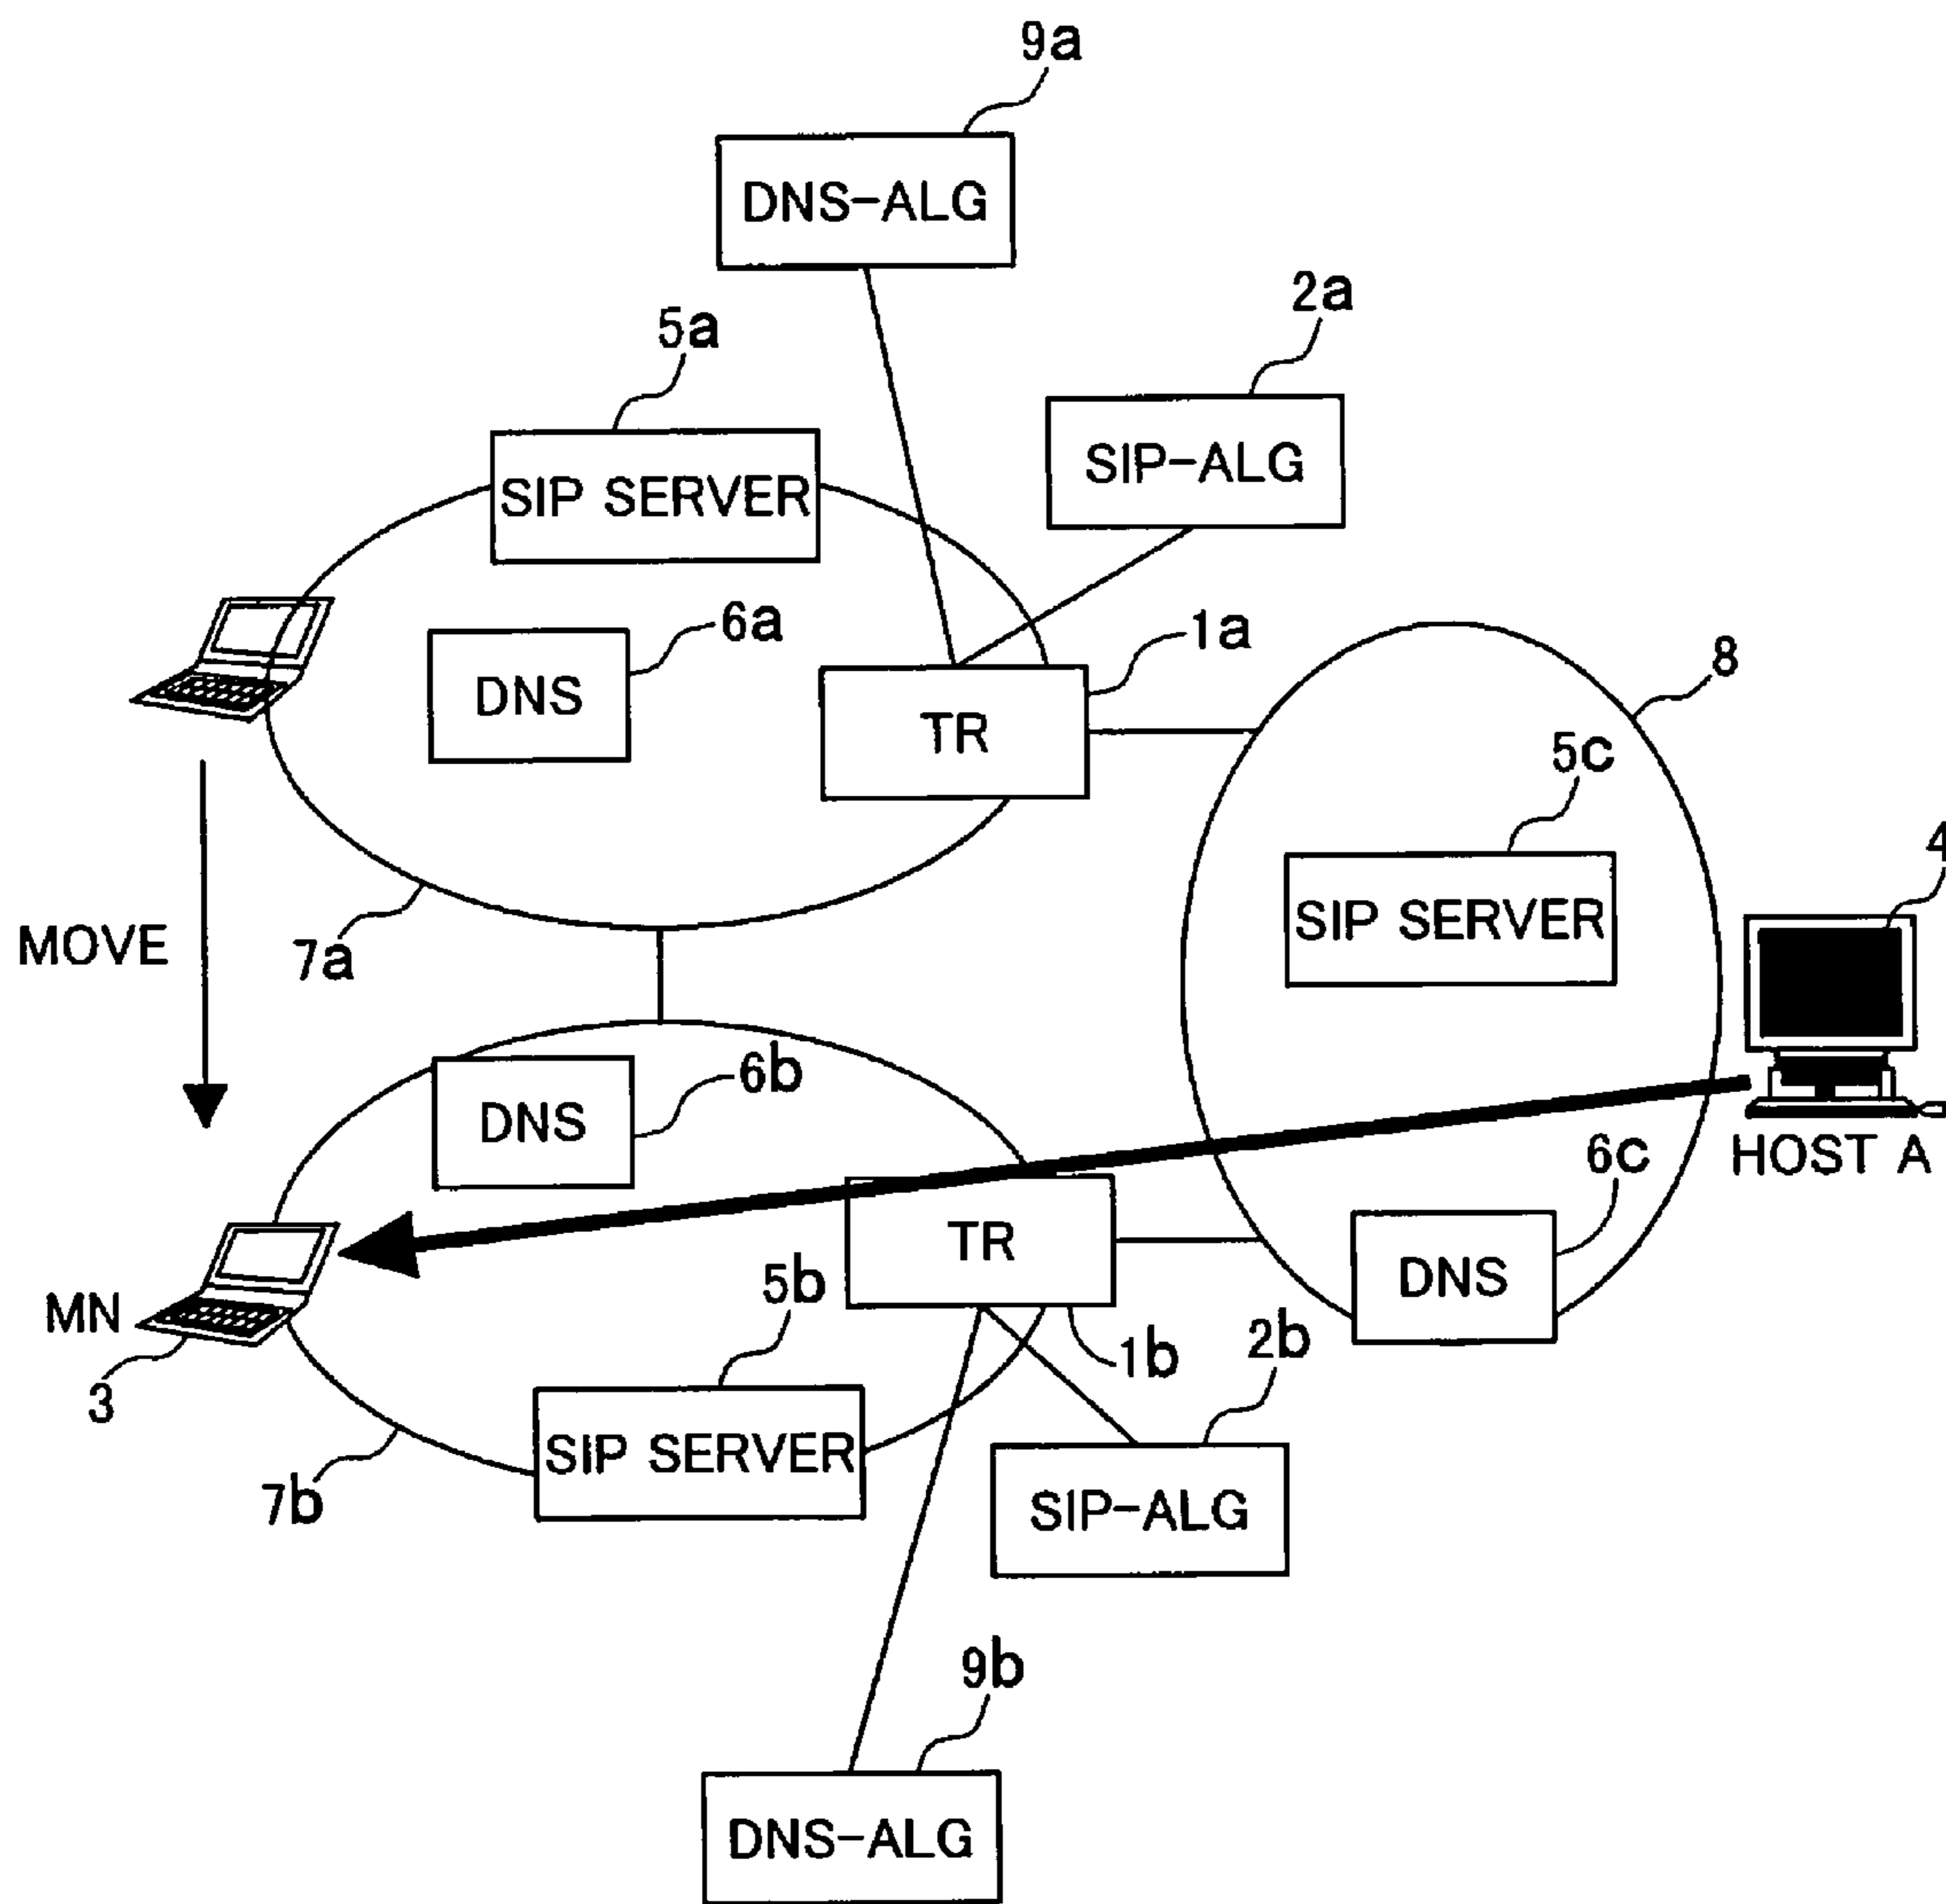 9a
DNS-ALG
2a
5a
SIP-ALG
SIP SERVER
6a
1a
8
DNS
TR
5c
4
SIP SERVER
MOVE
7a
6b
DNS
HOST A
6c
TR
5b
DNS
MN
1b
2b
3
SIP SERVER
7b
SIP-ALG
9b
DNS-ALG